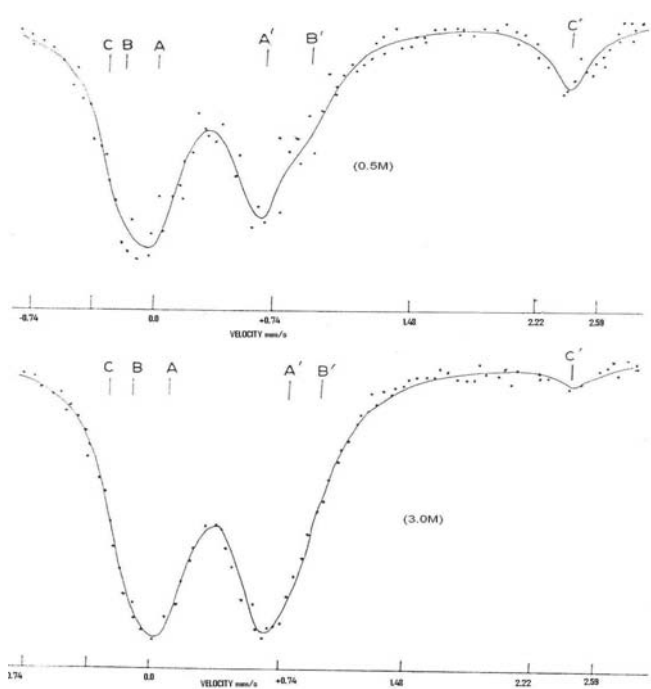 C B A A′ B′ C′
(0.5M)
-0.74 0.0 +0.74 1.48 2.22 2.59
VELOCITY mm/s
C B A A′ B′ C′
(3.0M)
0.74 0.0 +0.74 1.48 2.22 2.59
VELOCITY mm/s